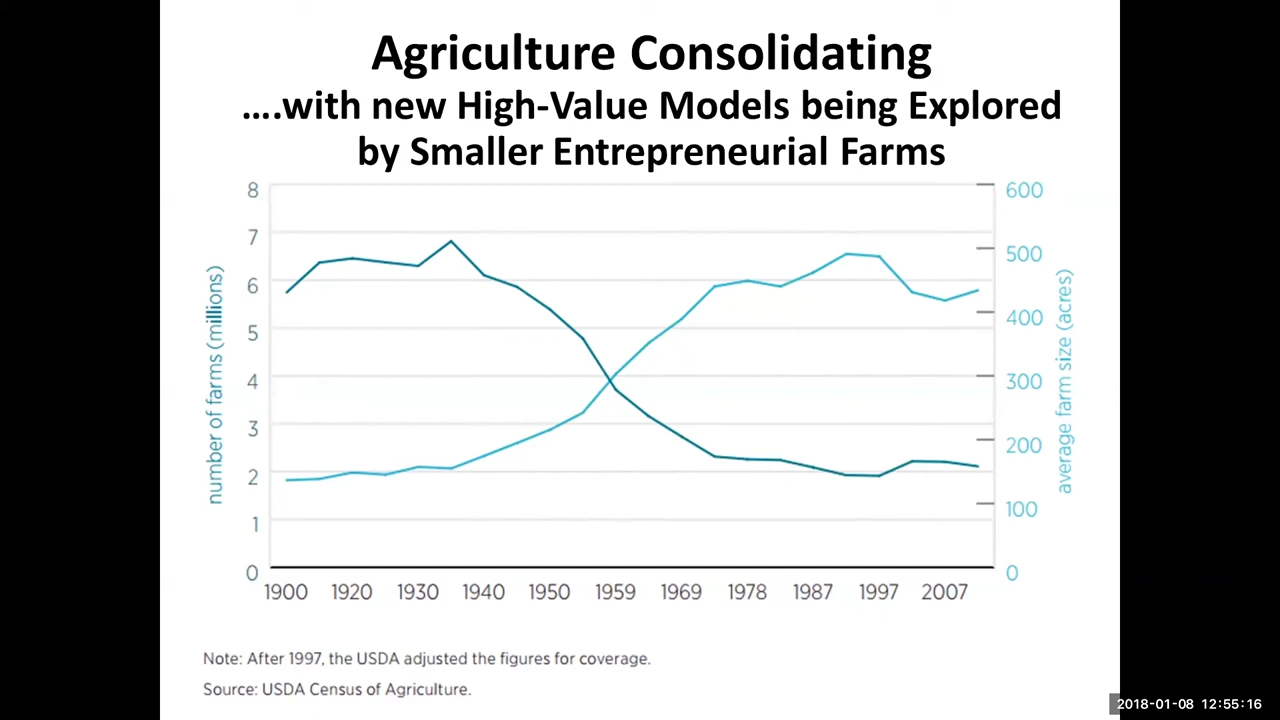 Agriculture Consolidating
....with new High-Value Models being Explored
by Smaller Entrepreneurial Farms
number of farms (millions)
8
7
6
5
4
3
2
1
0
600
500
400
300
200
100
0
average farm size (acres)
1900 1920 1930 1940 1950 1959 1969 1978 1987 1997 2007
Note: After 1997, the USDA adjusted the figures for coverage.
Source: USDA Census of Agriculture.
2018-01-08 12:55:16